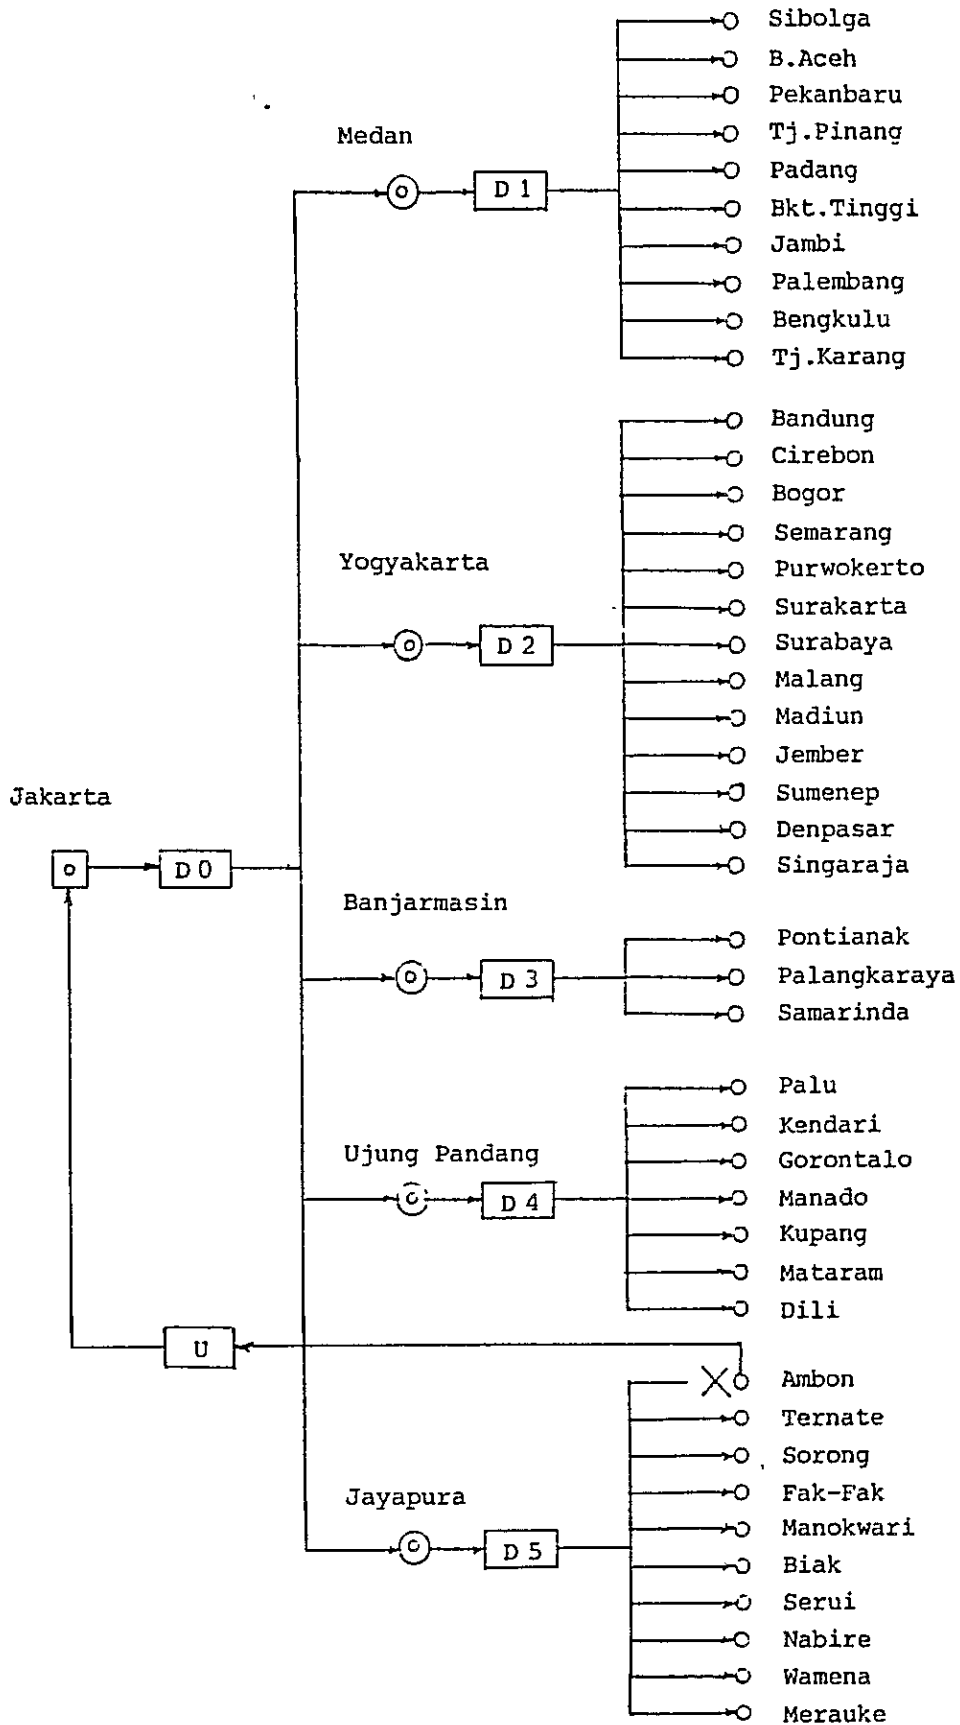 Sibolga
B.Aceh
Pekanbaru
Tj.Pinang
Medan
Padang
D 1
Bkt.Tinggi
Jambi
Palembang
Bengkulu
Tj.Karang
Bandung
Cirebon
Bogor
Semarang
Yogyakarta
Purwokerto
Surakarta
D 2
Surabaya
Malang
Madiun
Jember
Jakarta
Sumenep
Denpasar
D 0
Singaraja
Banjarmasin
Pontianak
D 3
Palangkaraya
Samarinda
Palu
Kendari
Ujung Pandang
Gorontalo
D 4
Manado
Kupang
Mataram
Dili
U
Ambon
Ternate
Sorong
Jayapura
Fak-Fak
Manokwari
D 5
Biak
Serui
Nabire
Wamena
Merauke